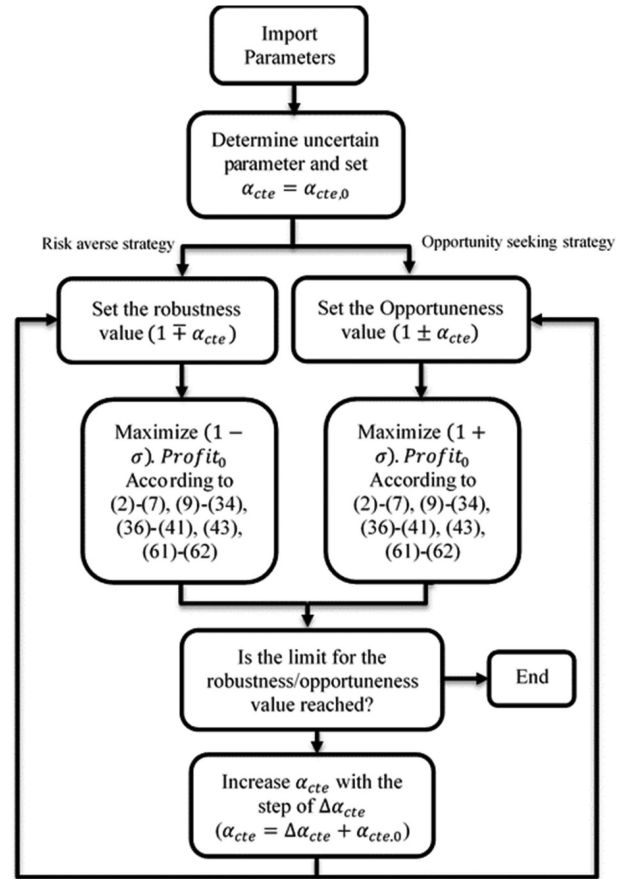 Import
Parameters
Determine uncertain
parameter and set
α_cte = α_cte,0
Risk averse strategy
Opportunity seeking strategy
Set the robustness
value (1 ∓ α_cte)
Set the Opportuneness
value (1 ± α_cte)
Maximize (1 −
σ). Profit₀
According to
(2)-(7), (9)-(34),
(36)-(41), (43),
(61)-(62)
Maximize (1 +
σ). Profit₀
According to
(2)-(7), (9)-(34),
(36)-(41), (43),
(61)-(62)
Is the limit for the
robustness/opportuneness
value reached?
End
Increase α_cte with the
step of Δα_cte
(α_cte = Δα_cte + α_cte.0)